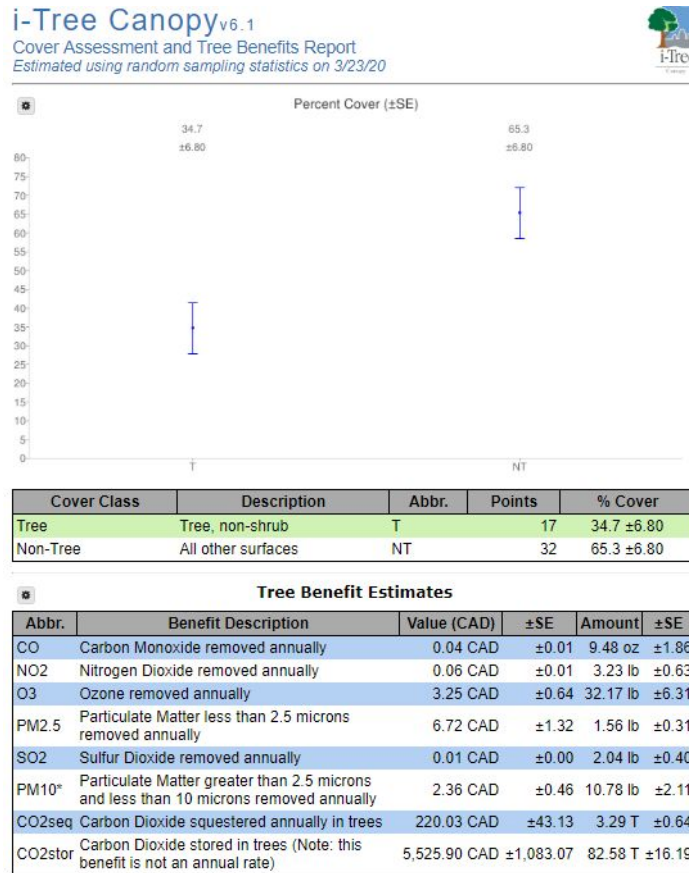 i-Tree Canopy v6.1
Cover Assessment and Tree Benefits Report
Estimated using random sampling statistics on 3/23/20
i-Tree
Canopy
Percent Cover (±SE)
34.7 65.3
±6.80 ±6.80
80
75
70
65
60
55
50
45
40
35
30
25
20
15
10
5
0
T NT
Cover Class Description Abbr. Points % Cover
Tree Tree, non-shrub T 17 34.7 ±6.80
Non-Tree All other surfaces NT 32 65.3 ±6.80
Tree Benefit Estimates
Abbr. Benefit Description Value (CAD) ±SE Amount ±SE
CO Carbon Monoxide removed annually 0.04 CAD ±0.01 9.48 oz ±1.86
NO2 Nitrogen Dioxide removed annually 0.06 CAD ±0.01 3.23 lb ±0.63
O3 Ozone removed annually 3.25 CAD ±0.64 32.17 lb ±6.31
PM2.5 Particulate Matter less than 2.5 microns
removed annually 6.72 CAD ±1.32 1.56 lb ±0.31
SO2 Sulfur Dioxide removed annually 0.01 CAD ±0.00 2.04 lb ±0.40
PM10* Particulate Matter greater than 2.5 microns
and less than 10 microns removed annually 2.36 CAD ±0.46 10.78 lb ±2.11
CO2seq Carbon Dioxide squestered annually in trees 220.03 CAD ±43.13 3.29 T ±0.64
CO2stor Carbon Dioxide stored in trees (Note: this
benefit is not an annual rate) 5,525.90 CAD ±1,083.07 82.58 T ±16.19